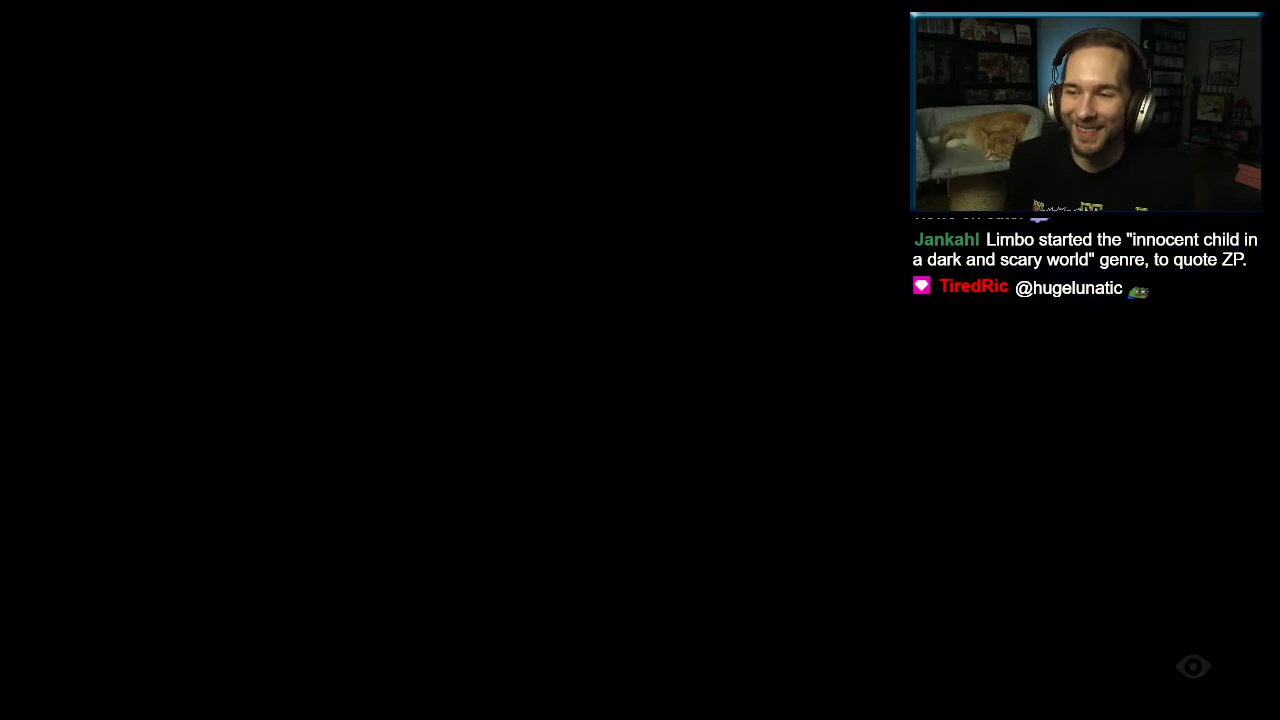 Jankahl Limbo started the "innocent child in
a dark and scary world" genre, to quote ZP.
TiredRic @hugelunatic